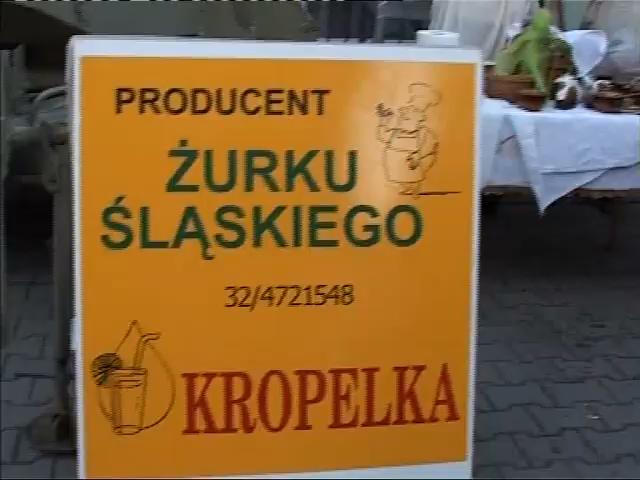 PRODUCENT
ŻURKU
ŚLĄSKIEGO
32/4721548
KROPELKA